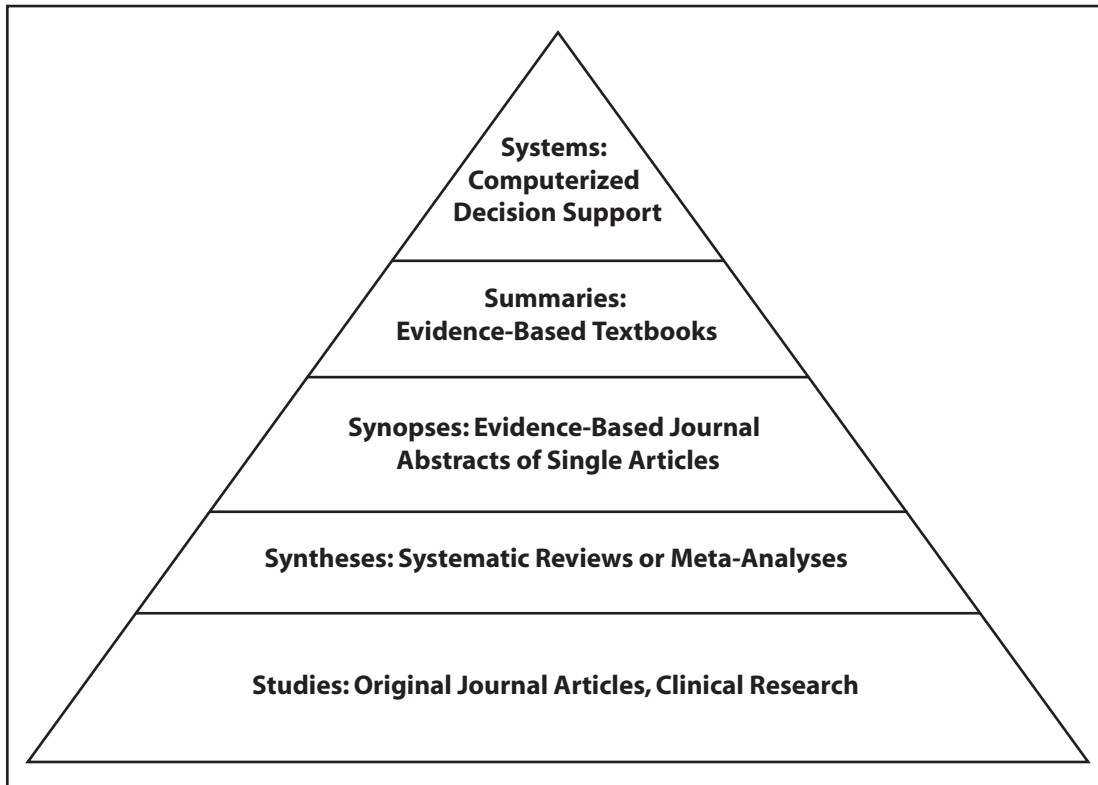 Systems:
Computerized
Decision Support
Summaries:
Evidence-Based Textbooks
Synopses: Evidence-Based Journal
Abstracts of Single Articles
Syntheses: Systematic Reviews or Meta-Analyses
Studies: Original Journal Articles, Clinical Research